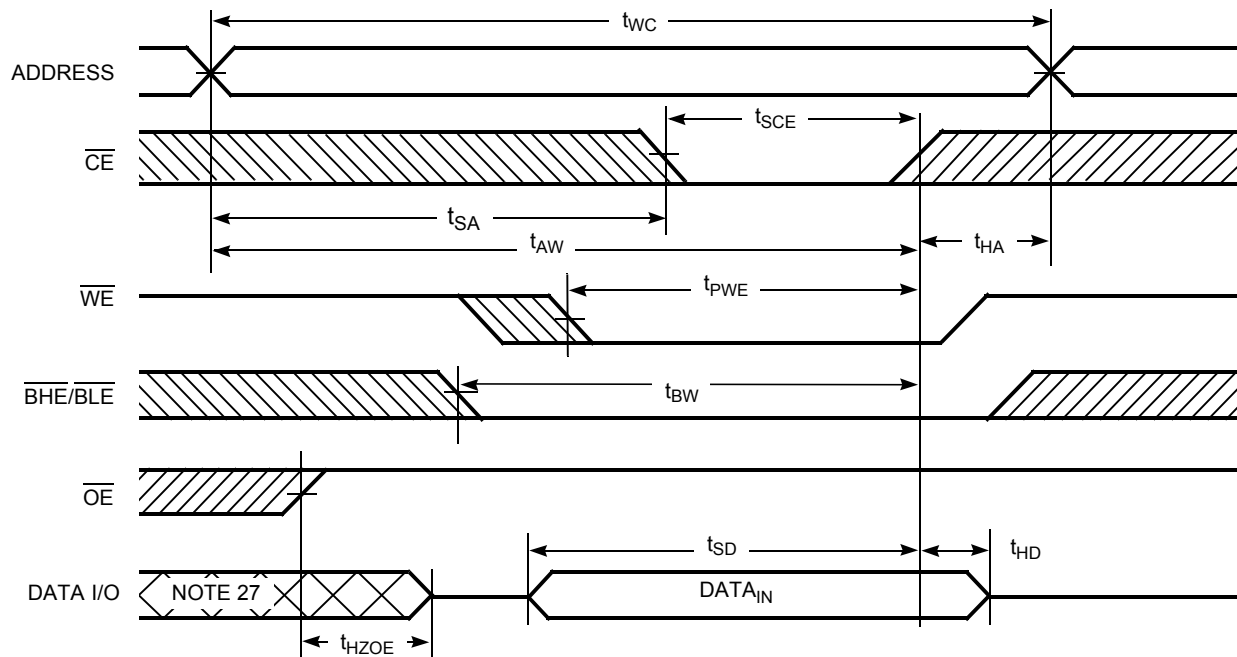 tWC
ADDRESS
tSCE
CE
tSA
tAW
tHA
WE
tPWE
BHE/BLE
tBW
OE
tSD
tHD
DATA I/O
NOTE 27
DATAIN
tHZOE